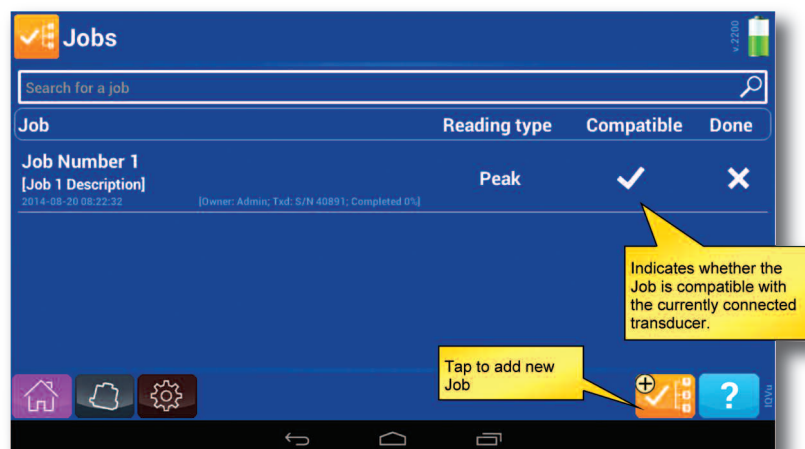 Jobs
v.2200
Search for a job
Job Reading type Compatible Done
Job Number 1
[Job 1 Description]
Peak
2014-08-20 08:22:32 [Owner: Admin; Txd: S/N 40891; Completed 0%]
Indicates whether the
Job is compatible with
the currently connected
transducer.
Tap to add new
Job
?
IQVu